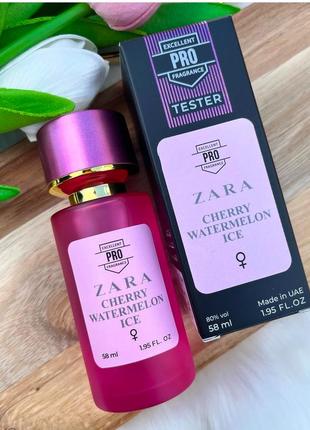 EXCELLENT
PRO
FRAGRANCE
TESTER
EXCELLENT
PRO
FRAGRANCE
ZARA
CHERRY
WATERMELON
ICE
♀
80% vol
58 ml
Made in UAE
1.95 FL.OZ
EXCELLENT
PRO
FRAGRANCE
ZARA
CHERRY
WATERMELON
ICE
♀
58 ml
1.95 FL.OZ